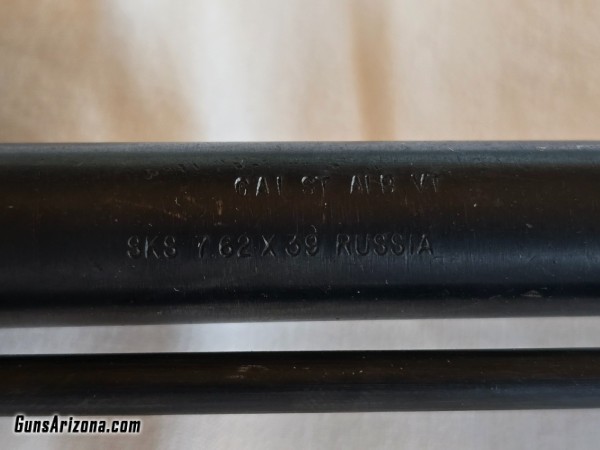 CAI ST ALB VT
SKS 7.62 X 39 RUSSIA
GunsArizona.com